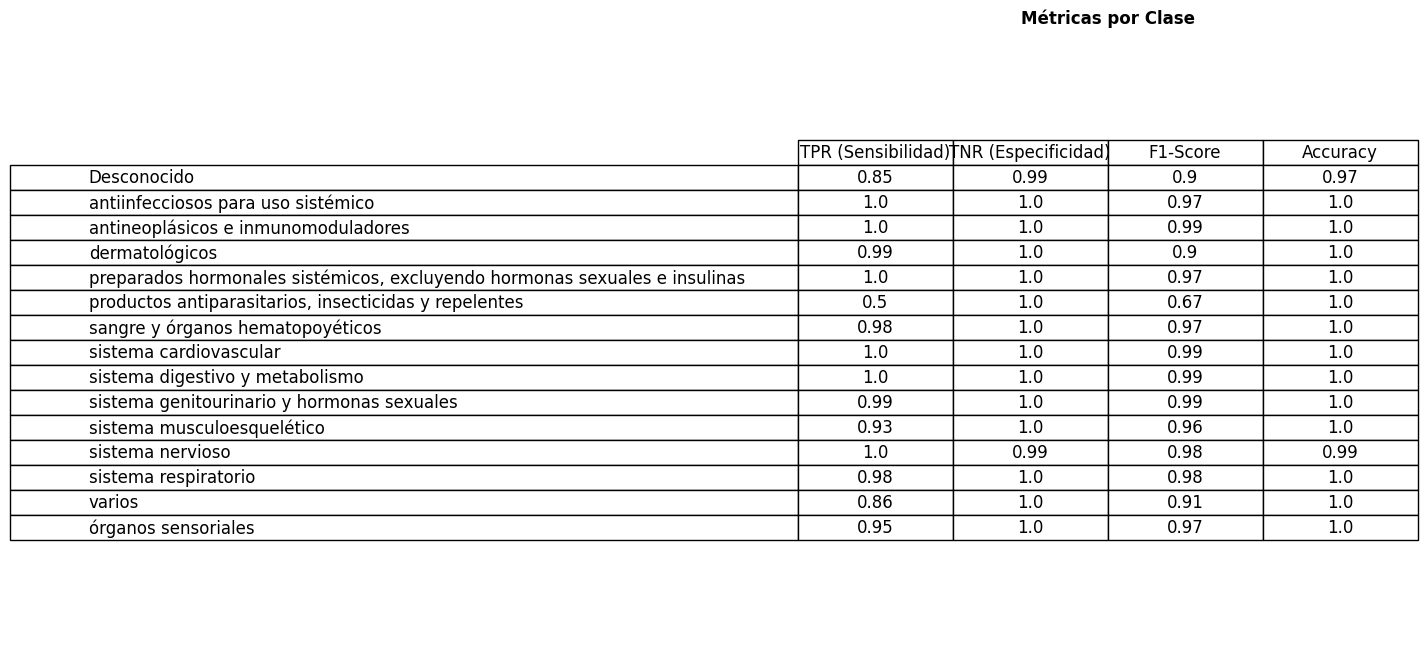 Métricas por Clase
TPR (Sensibilidad) TNR (Especificidad) F1-Score Accuracy
Desconocido 0.85 0.99 0.9 0.97
antiinfecciosos para uso sistémico 1.0 1.0 0.97 1.0
antineoplásicos e inmunomoduladores 1.0 1.0 0.99 1.0
dermatológicos 0.99 1.0 0.9 1.0
preparados hormonales sistémicos, excluyendo hormonas sexuales e insulinas 1.0 1.0 0.97 1.0
productos antiparasitarios, insecticidas y repelentes 0.5 1.0 0.67 1.0
sangre y órganos hematopoyéticos 0.98 1.0 0.97 1.0
sistema cardiovascular 1.0 1.0 0.99 1.0
sistema digestivo y metabolismo 1.0 1.0 0.99 1.0
sistema genitourinario y hormonas sexuales 0.99 1.0 0.99 1.0
sistema musculoesquelético 0.93 1.0 0.96 1.0
sistema nervioso 1.0 0.99 0.98 0.99
sistema respiratorio 0.98 1.0 0.98 1.0
varios 0.86 1.0 0.91 1.0
órganos sensoriales 0.95 1.0 0.97 1.0